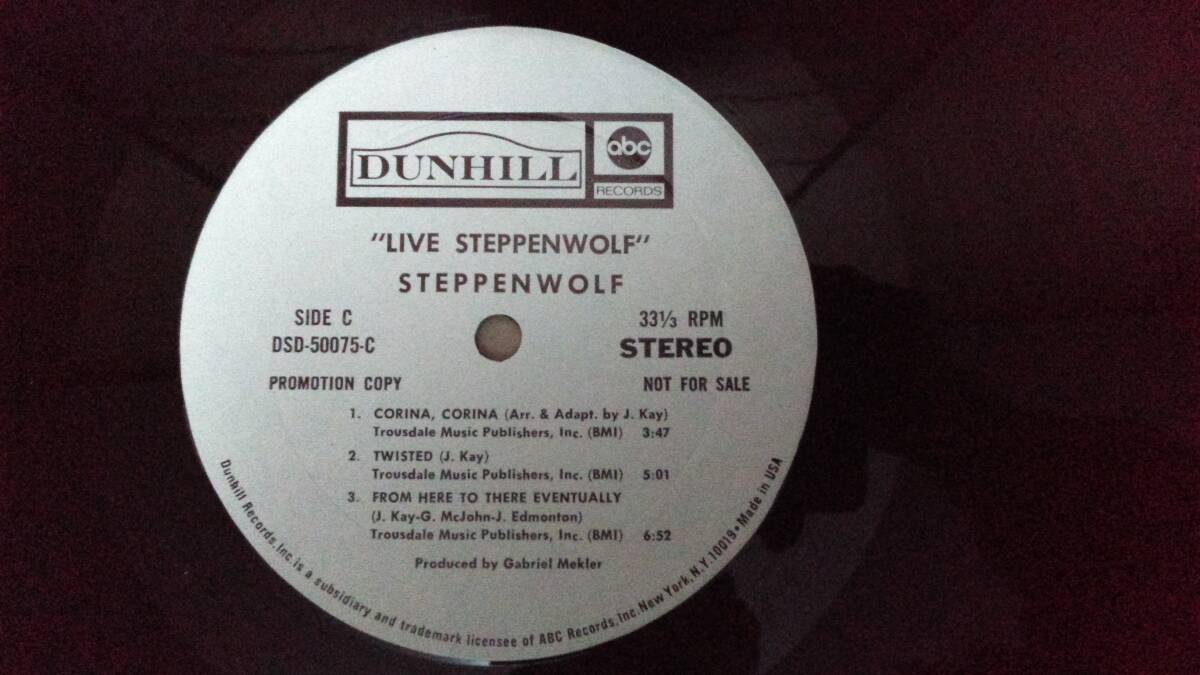 DUNHILL
abc
RECORDS
"LIVE STEPPENWOLF"
STEPPENWOLF
SIDE C
33⅓ RPM
DSD-50075-C
STEREO
PROMOTION COPY
NOT FOR SALE
1. CORINA, CORINA (Arr. & Adapt. by J. Kay)
Trousdale Music Publishers, Inc. (BMI) 3:47
2. TWISTED (J. Kay)
Trousdale Music Publishers, Inc. (BMI) 5:01
3. FROM HERE TO THERE EVENTUALLY
(J. Kay-G. McJohn-J. Edmonton)
Trousdale Music Publishers, Inc. (BMI) 6:52
Produced by Gabriel Mekler
Dunhill Records, Inc. is a subsidiary and trademark licensee of ABC Records, Inc. New York, N.Y. 10019 • Made in USA